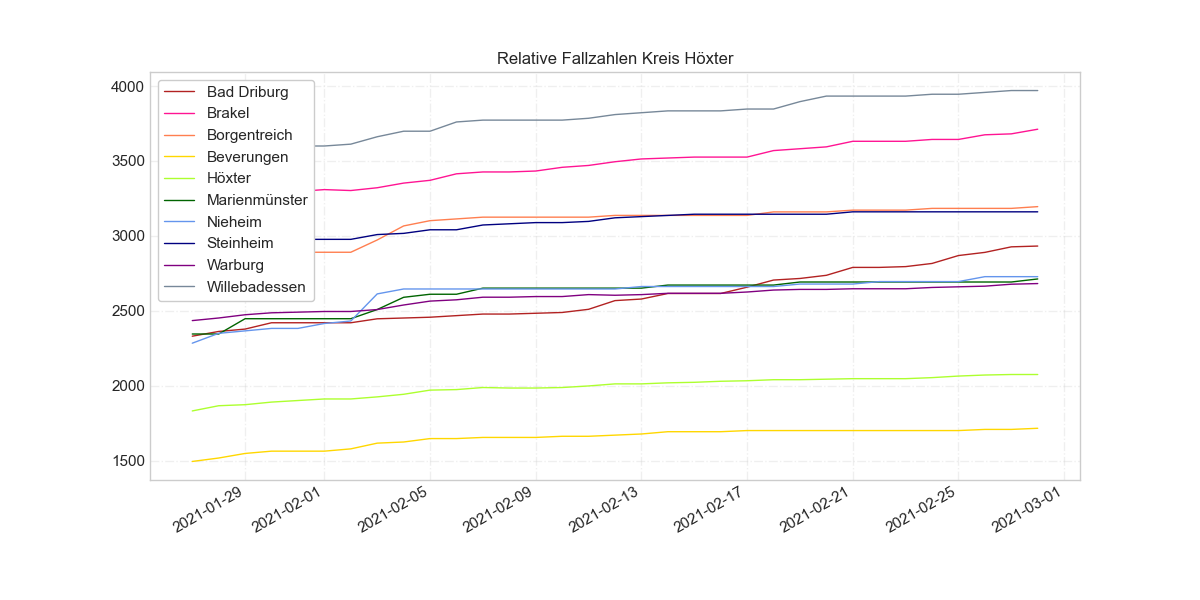 Relative Fallzahlen Kreis Höxter
4000
3500
3000
2500
2000
1500
Bad Driburg
Brakel
Borgentreich
Beverungen
Höxter
Marienmünster
Nieheim
Steinheim
Warburg
Willebadessen
2021-01-29
2021-02-01
2021-02-05
2021-02-09
2021-02-13
2021-02-17
2021-02-21
2021-02-25
2021-03-01